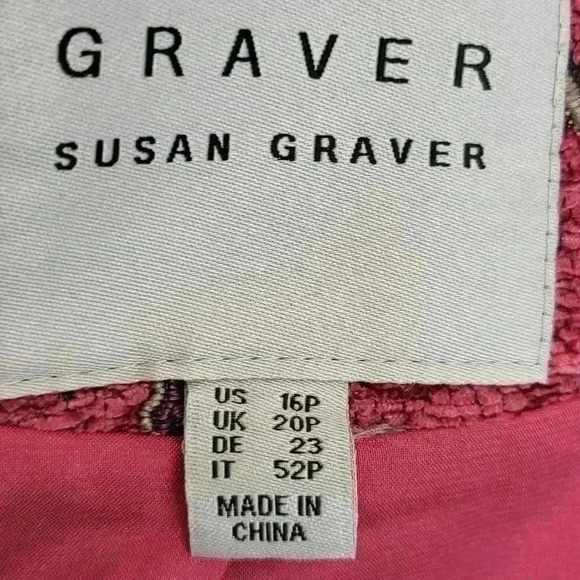 GRAVER
SUSAN GRAVER
US 16P
UK 20P
DE 23
IT 52P
MADE IN
CHINA